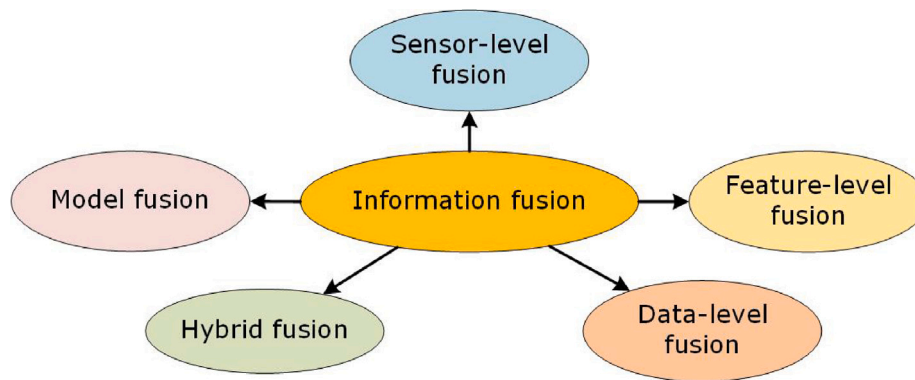 Sensor-level
fusion
Model fusion
Information fusion
Feature-level
fusion
Hybrid fusion
Data-level
fusion